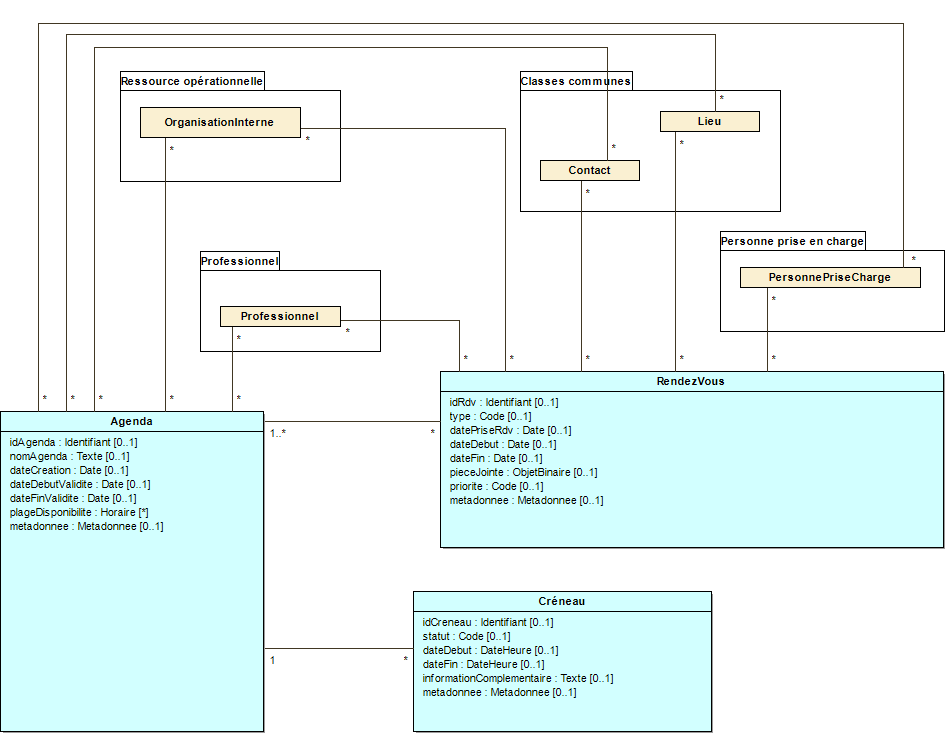 Ressource opérationnelle
OrganisationInterne
*
*
Classes communes
*
Lieu
*
*
Contact
*
Personne prise en charge
*
PersonnePriseCharge
*
Professionnel
Professionnel
*
*
*
*
*
*
*
*
*
*
*
*
RendezVous
idRdv : Identifiant [0..1]
type : Code [0..1]
datePriseRdv : Date [0..1]
dateDebut : Date [0..1]
dateFin : Date [0..1]
pieceJointe : ObjetBinaire [0..1]
priorite : Code [0..1]
metadonnee : Metadonnee [0..1]
Agenda
1..*
*
idAgenda : Identifiant [0..1]
nomAgenda : Texte [0..1]
dateCreation : Date [0..1]
dateDebutValidite : Date [0..1]
dateFinValidite : Date [0..1]
plageDisponibilite : Horaire [*]
metadonnee : Metadonnee [0..1]
1
*
Créneau
idCreneau : Identifiant [0..1]
statut : Code [0..1]
dateDebut : DateHeure [0..1]
dateFin : DateHeure [0..1]
informationComplementaire : Texte [0..1]
metadonnee : Metadonnee [0..1]